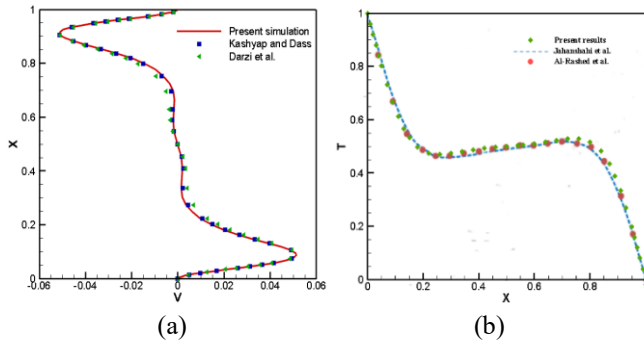 Present simulation
Kashyap and Dass
Darzi et al.
X
1
0.8
0.6
0.4
0.2
0
-0.06 -0.04 -0.02 0 0.02 0.04 0.06
V
(a)
Present results
Jahanshahi et al.
Al-Rashed et al.
T
1
0.8
0.6
0.4
0.2
0
0 0.2 0.4 0.6 0.8 1
X
(b)